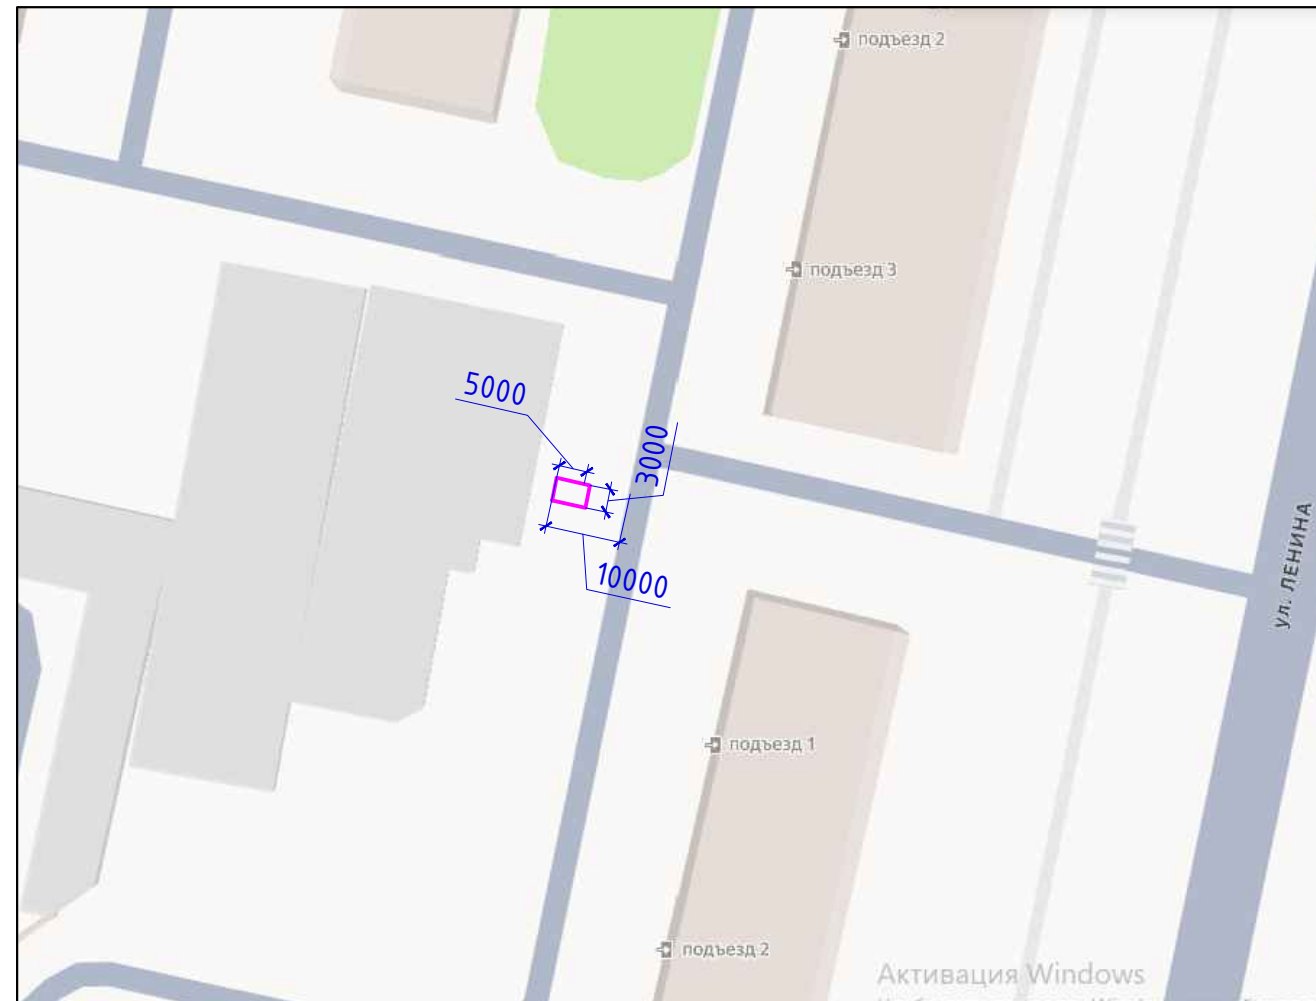 подъезд 2
подъезд 3
5000
3000
10000
ул. ЛЕНИНА
подъезд 1
подъезд 2
Активация Windows